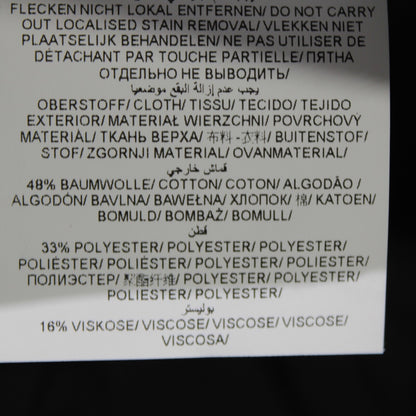 FLECKEN NICHT LOKAL ENTFERNEN/ DO NOT CARRY
OUT LOCALISED STAIN REMOVAL/ VLEKKEN NIET
PLAATSELIJK BEHANDELEN/ NE PAS UTILISER DE
DÉTACHANT PAR TOUCHE PARTIELLE/ ПЯТНА
ОТДЕЛЬНО НЕ ВЫВОДИТЬ/
يجب عدم إزالة البقع موضعيا
OBERSTOFF/ CLOTH/ TISSU/ TECIDO/ TEJIDO
EXTERIOR/ MATERIAŁ WIERZCHNI/ POVRCHOVÝ
MATERIÁL/ ТКАНЬ ВЕРХА/ 布料 -衣料/ BUITENSTOF/
STOF/ ZGORNJI MATERIAL/ OVANMATERIAL/
قماش خارجي
48% BAUMWOLLE/ COTTON/ COTON/ ALGODÃO /
ALGODÓN/ BAVLNA/ BAWEŁNA/ ХЛОПОК/ 棉/ KATOEN/
BOMULD/ BOMBAŽ/ BOMULL/
قطن
33% POLYESTER/ POLYESTER/ POLYESTER/
POLIÉSTER/ POLIÉSTER/ POLYESTER/ POLIESTER/
ПОЛИЭСТЕР/ 聚酯纤维/ POLYESTER/ POLYESTER/
POLIESTER/ POLYESTER/
بوليستر
16% VISKOSE/ VISCOSE/ VISCOSE/ VISCOSE/
VISCOSA/